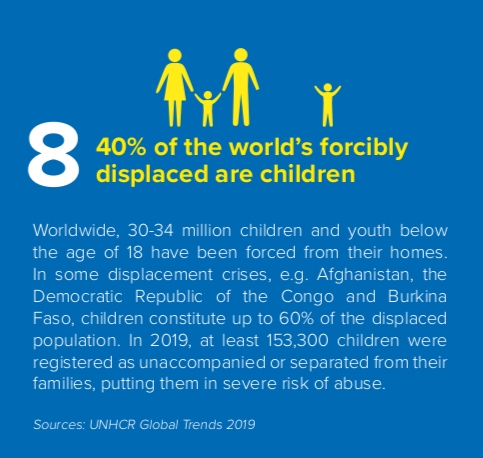 8
40% of the world's forcibly
displaced are children
Worldwide, 30-34 million children and youth below
the age of 18 have been forced from their homes.
In some displacement crises, e.g. Afghanistan, the
Democratic Republic of the Congo and Burkina
Faso, children constitute up to 60% of the displaced
population. In 2019, at least 153,300 children were
registered as unaccompanied or separated from their
families, putting them in severe risk of abuse.
Sources: UNHCR Global Trends 2019